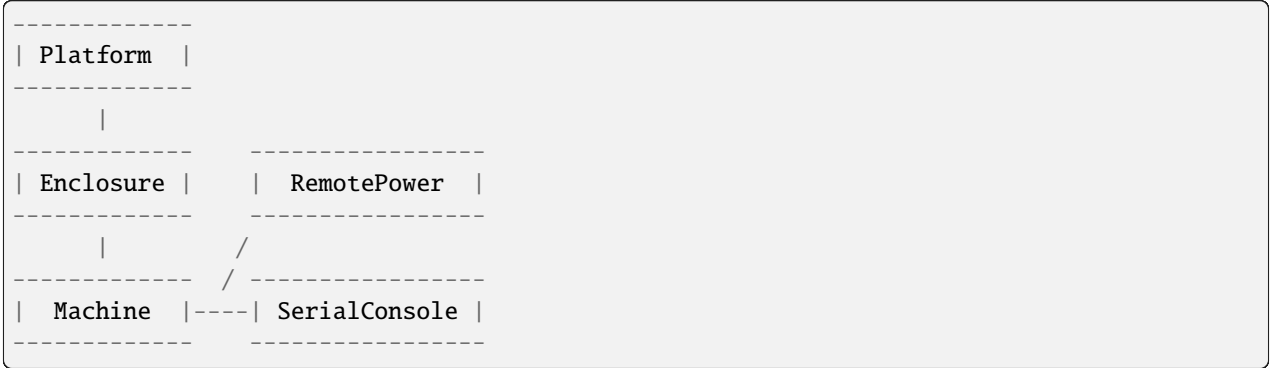 -------------
| Platform  |
-------------
      |
-------------    -----------------
| Enclosure |    |  RemotePower  |
-------------    -----------------
      |         /
-------------  / -----------------
|  Machine  |----| SerialConsole |
-------------    -----------------